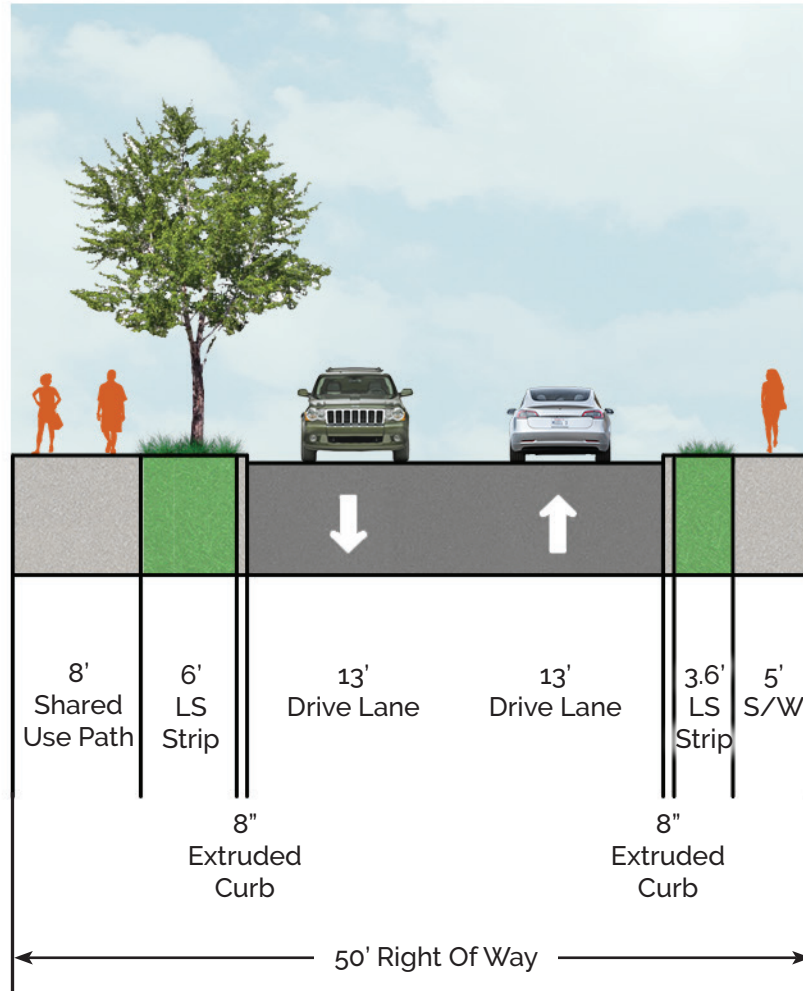 8’
Shared
Use Path
6’
LS
Strip
13’
Drive Lane
13’
Drive Lane
3.6’
LS
Strip
5’
S/W
8”
Extruded
Curb
8”
Extruded
Curb
50’ Right Of Way